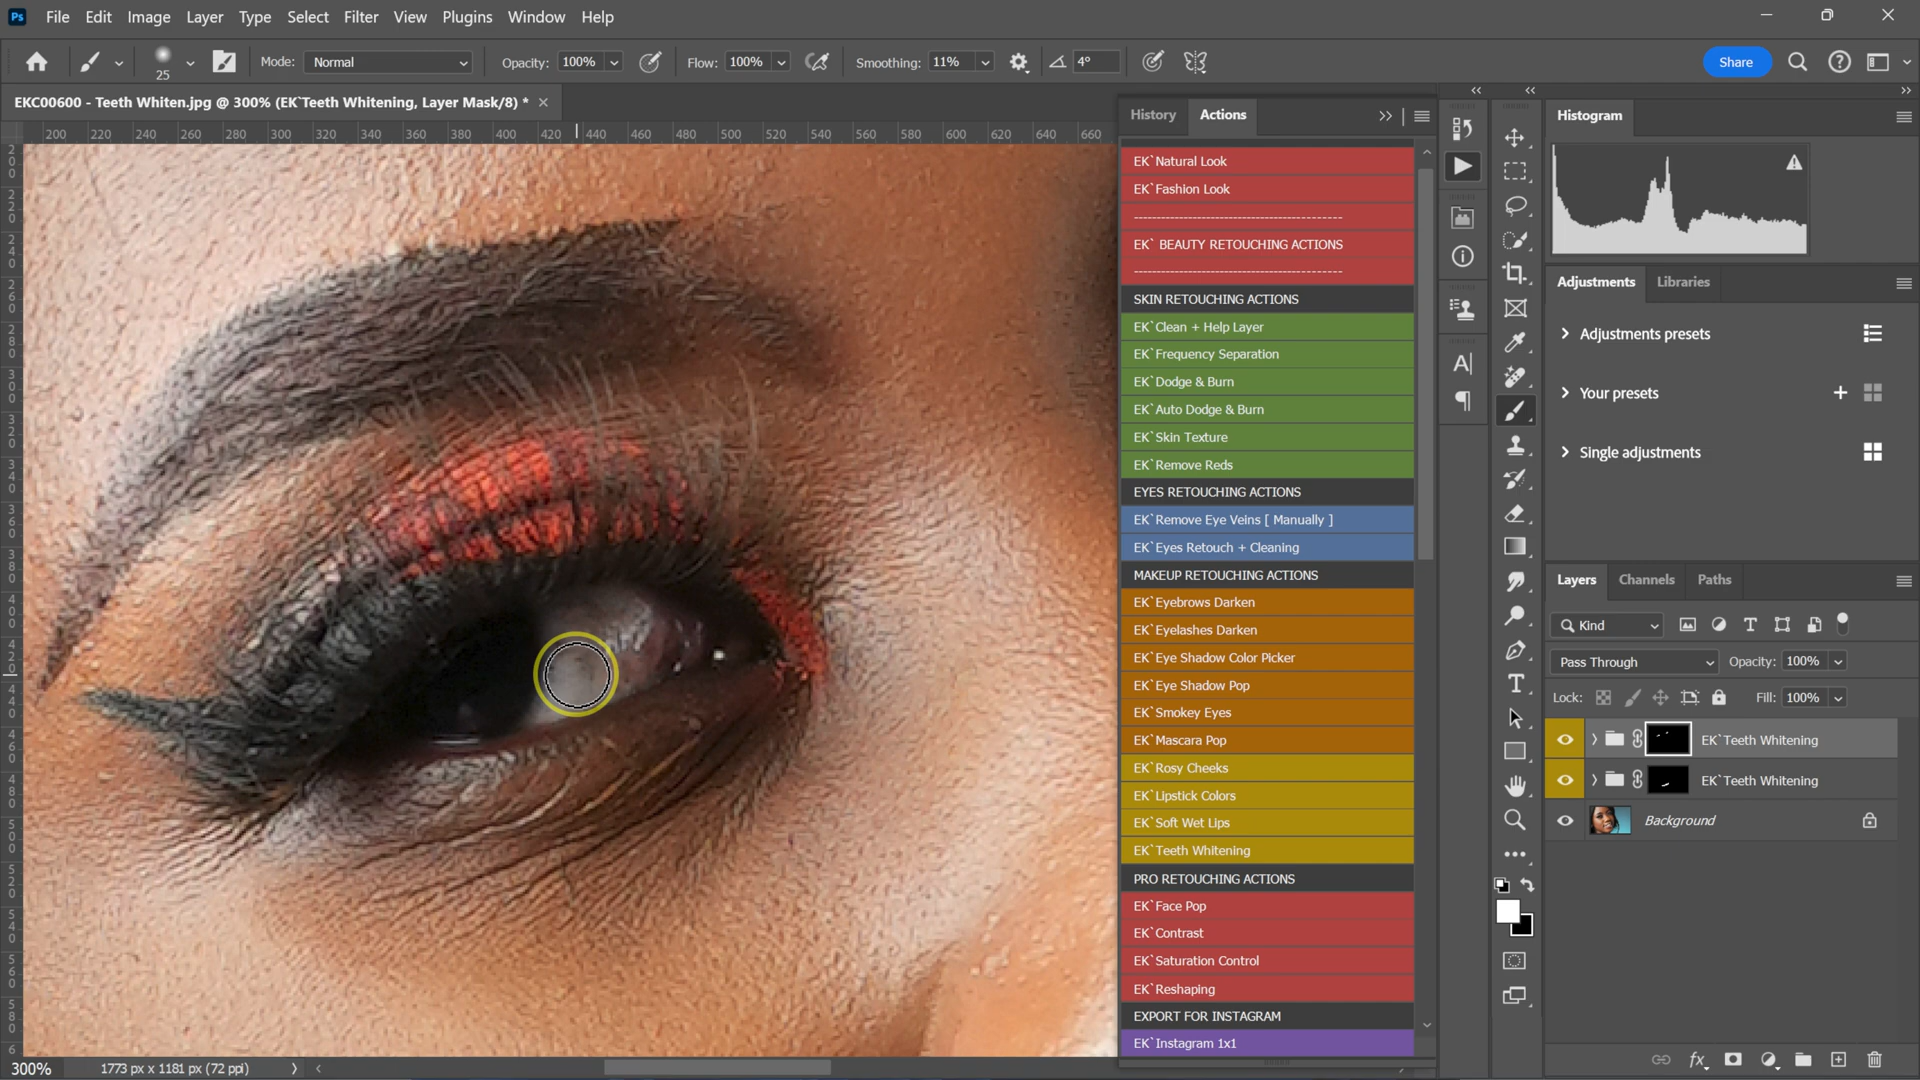 Ps File Edit Image Layer Type Select Filter View Plugins Window Help
25 Mode: Normal Opacity: 100% Flow: 100% Smoothing: 11% 4° Share
EKC00600 - Teeth Whiten.jpg @ 300% (EK`Teeth Whitening, Layer Mask/8) * ×
200 220 240 260 280 300 320 340 360 380 400 420 440 460 480 500 520 540 560 580 600 620 640 660
History Actions
EK`Natural Look
EK`Fashion Look
----------------------------------------------
EK` BEAUTY RETOUCHING ACTIONS
----------------------------------------------
SKIN RETOUCHING ACTIONS
EK`Clean + Help Layer
EK`Frequency Separation
EK`Dodge & Burn
EK`Auto Dodge & Burn
EK`Skin Texture
EK`Remove Reds
EYES RETOUCHING ACTIONS
EK`Remove Eye Veins [ Manually ]
EK`Eyes Retouch + Cleaning
MAKEUP RETOUCHING ACTIONS
EK`Eyebrows Darken
EK`Eyelashes Darken
EK`Eye Shadow Color Picker
EK`Eye Shadow Pop
EK`Smokey Eyes
EK`Mascara Pop
EK`Rosy Cheeks
EK`Lipstick Colors
EK`Soft Wet Lips
EK`Teeth Whitening
PRO RETOUCHING ACTIONS
EK`Face Pop
EK`Contrast
EK`Saturation Control
EK`Reshaping
EXPORT FOR INSTAGRAM
EK`Instagram 1x1
Histogram
Adjustments Libraries
Adjustments presets
Your presets
Single adjustments
Layers Channels Paths
Kind
Pass Through Opacity: 100%
Lock: Fill: 100%
EK`Teeth Whitening
EK`Teeth Whitening
Background
300% 1773 px x 1181 px (72 ppi)